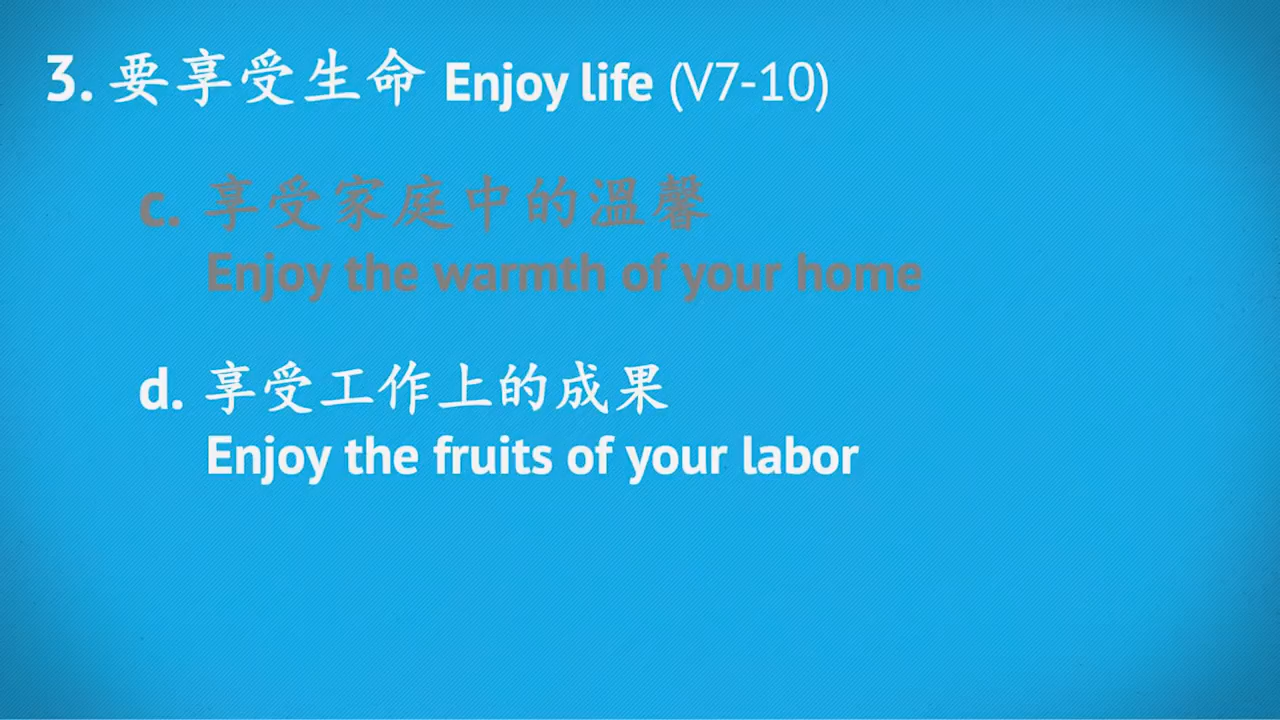 3. 要享受生命 Enjoy life (V7-10)
c. 享受家庭中的溫馨
Enjoy the warmth of your home
d. 享受工作上的成果
Enjoy the fruits of your labor